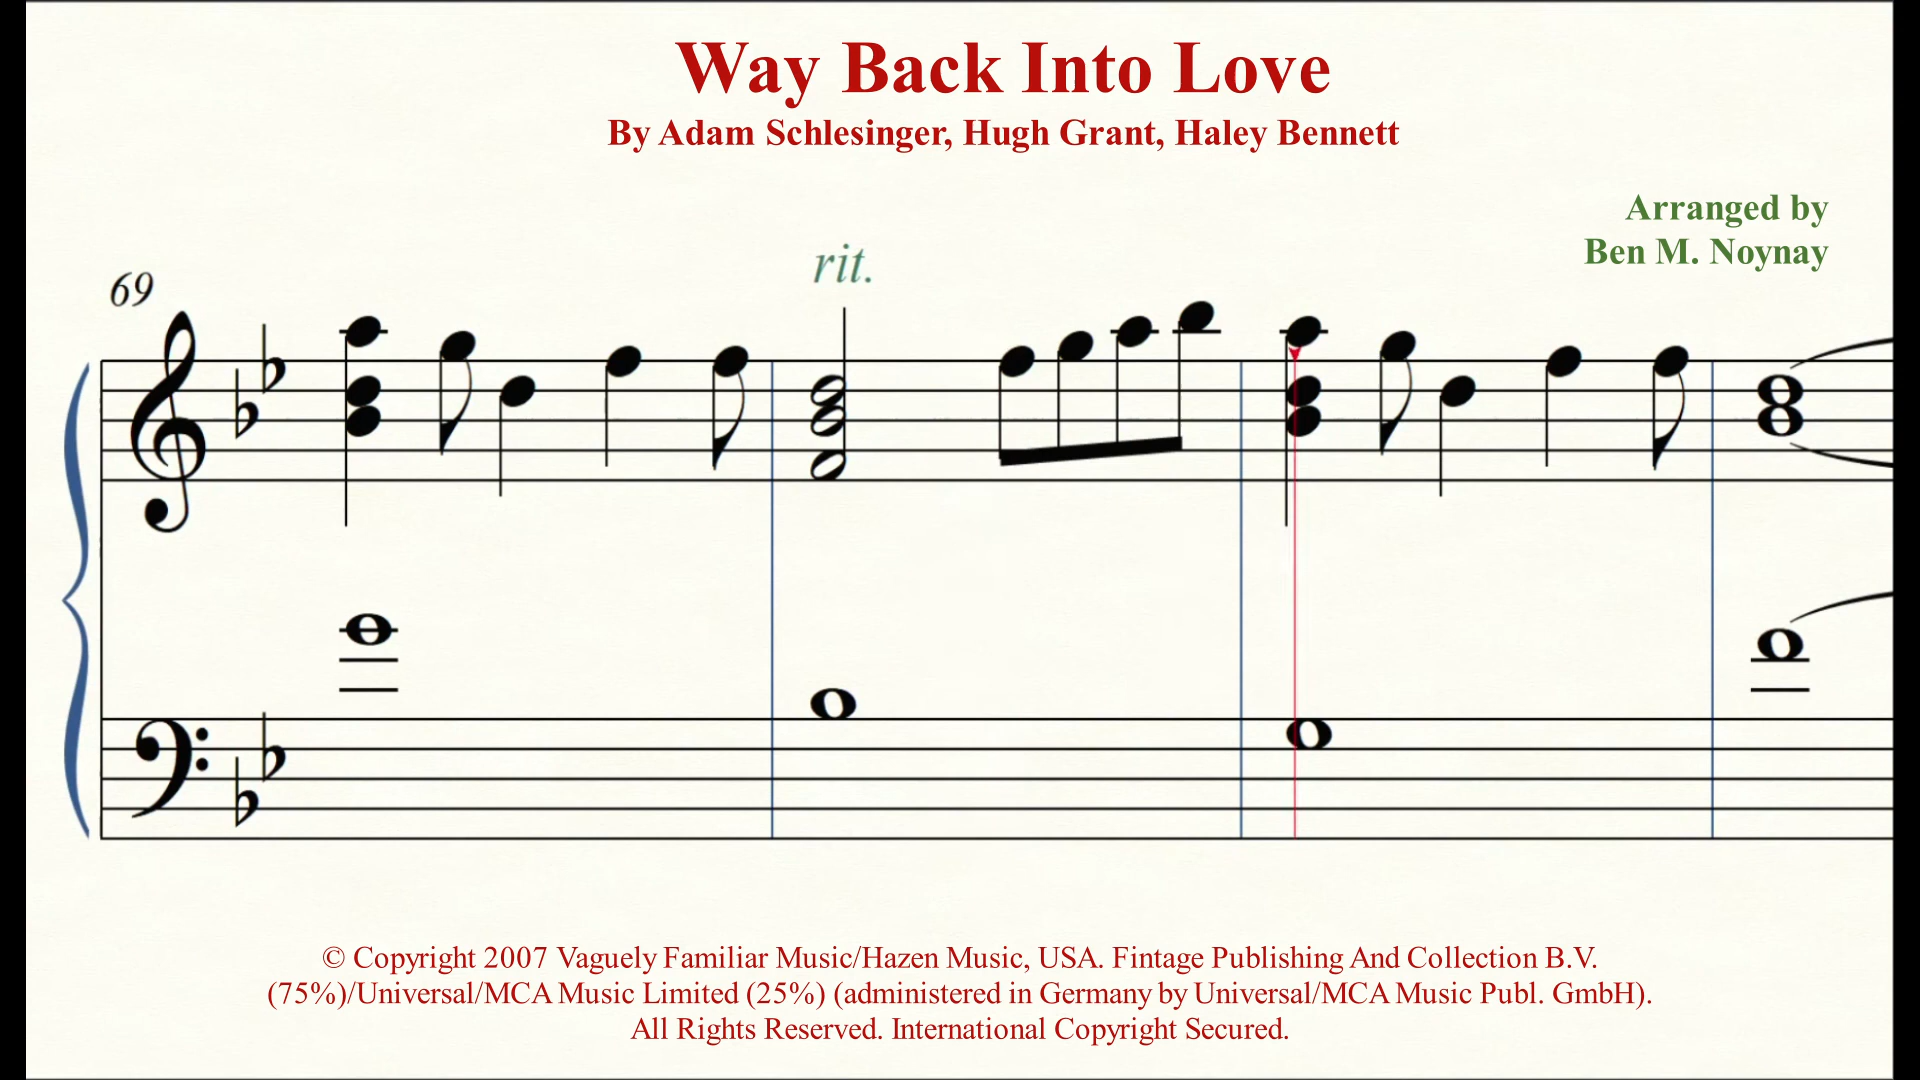 Way Back Into Love
By Adam Schlesinger, Hugh Grant, Haley Bennett
Arranged by
Ben M. Noynay
rit.
69
© Copyright 2007 Vaguely Familiar Music/Hazen Music, USA. Fintage Publishing And Collection B.V.
(75%)/Universal/MCA Music Limited (25%) (administered in Germany by Universal/MCA Music Publ. GmbH).
All Rights Reserved. International Copyright Secured.